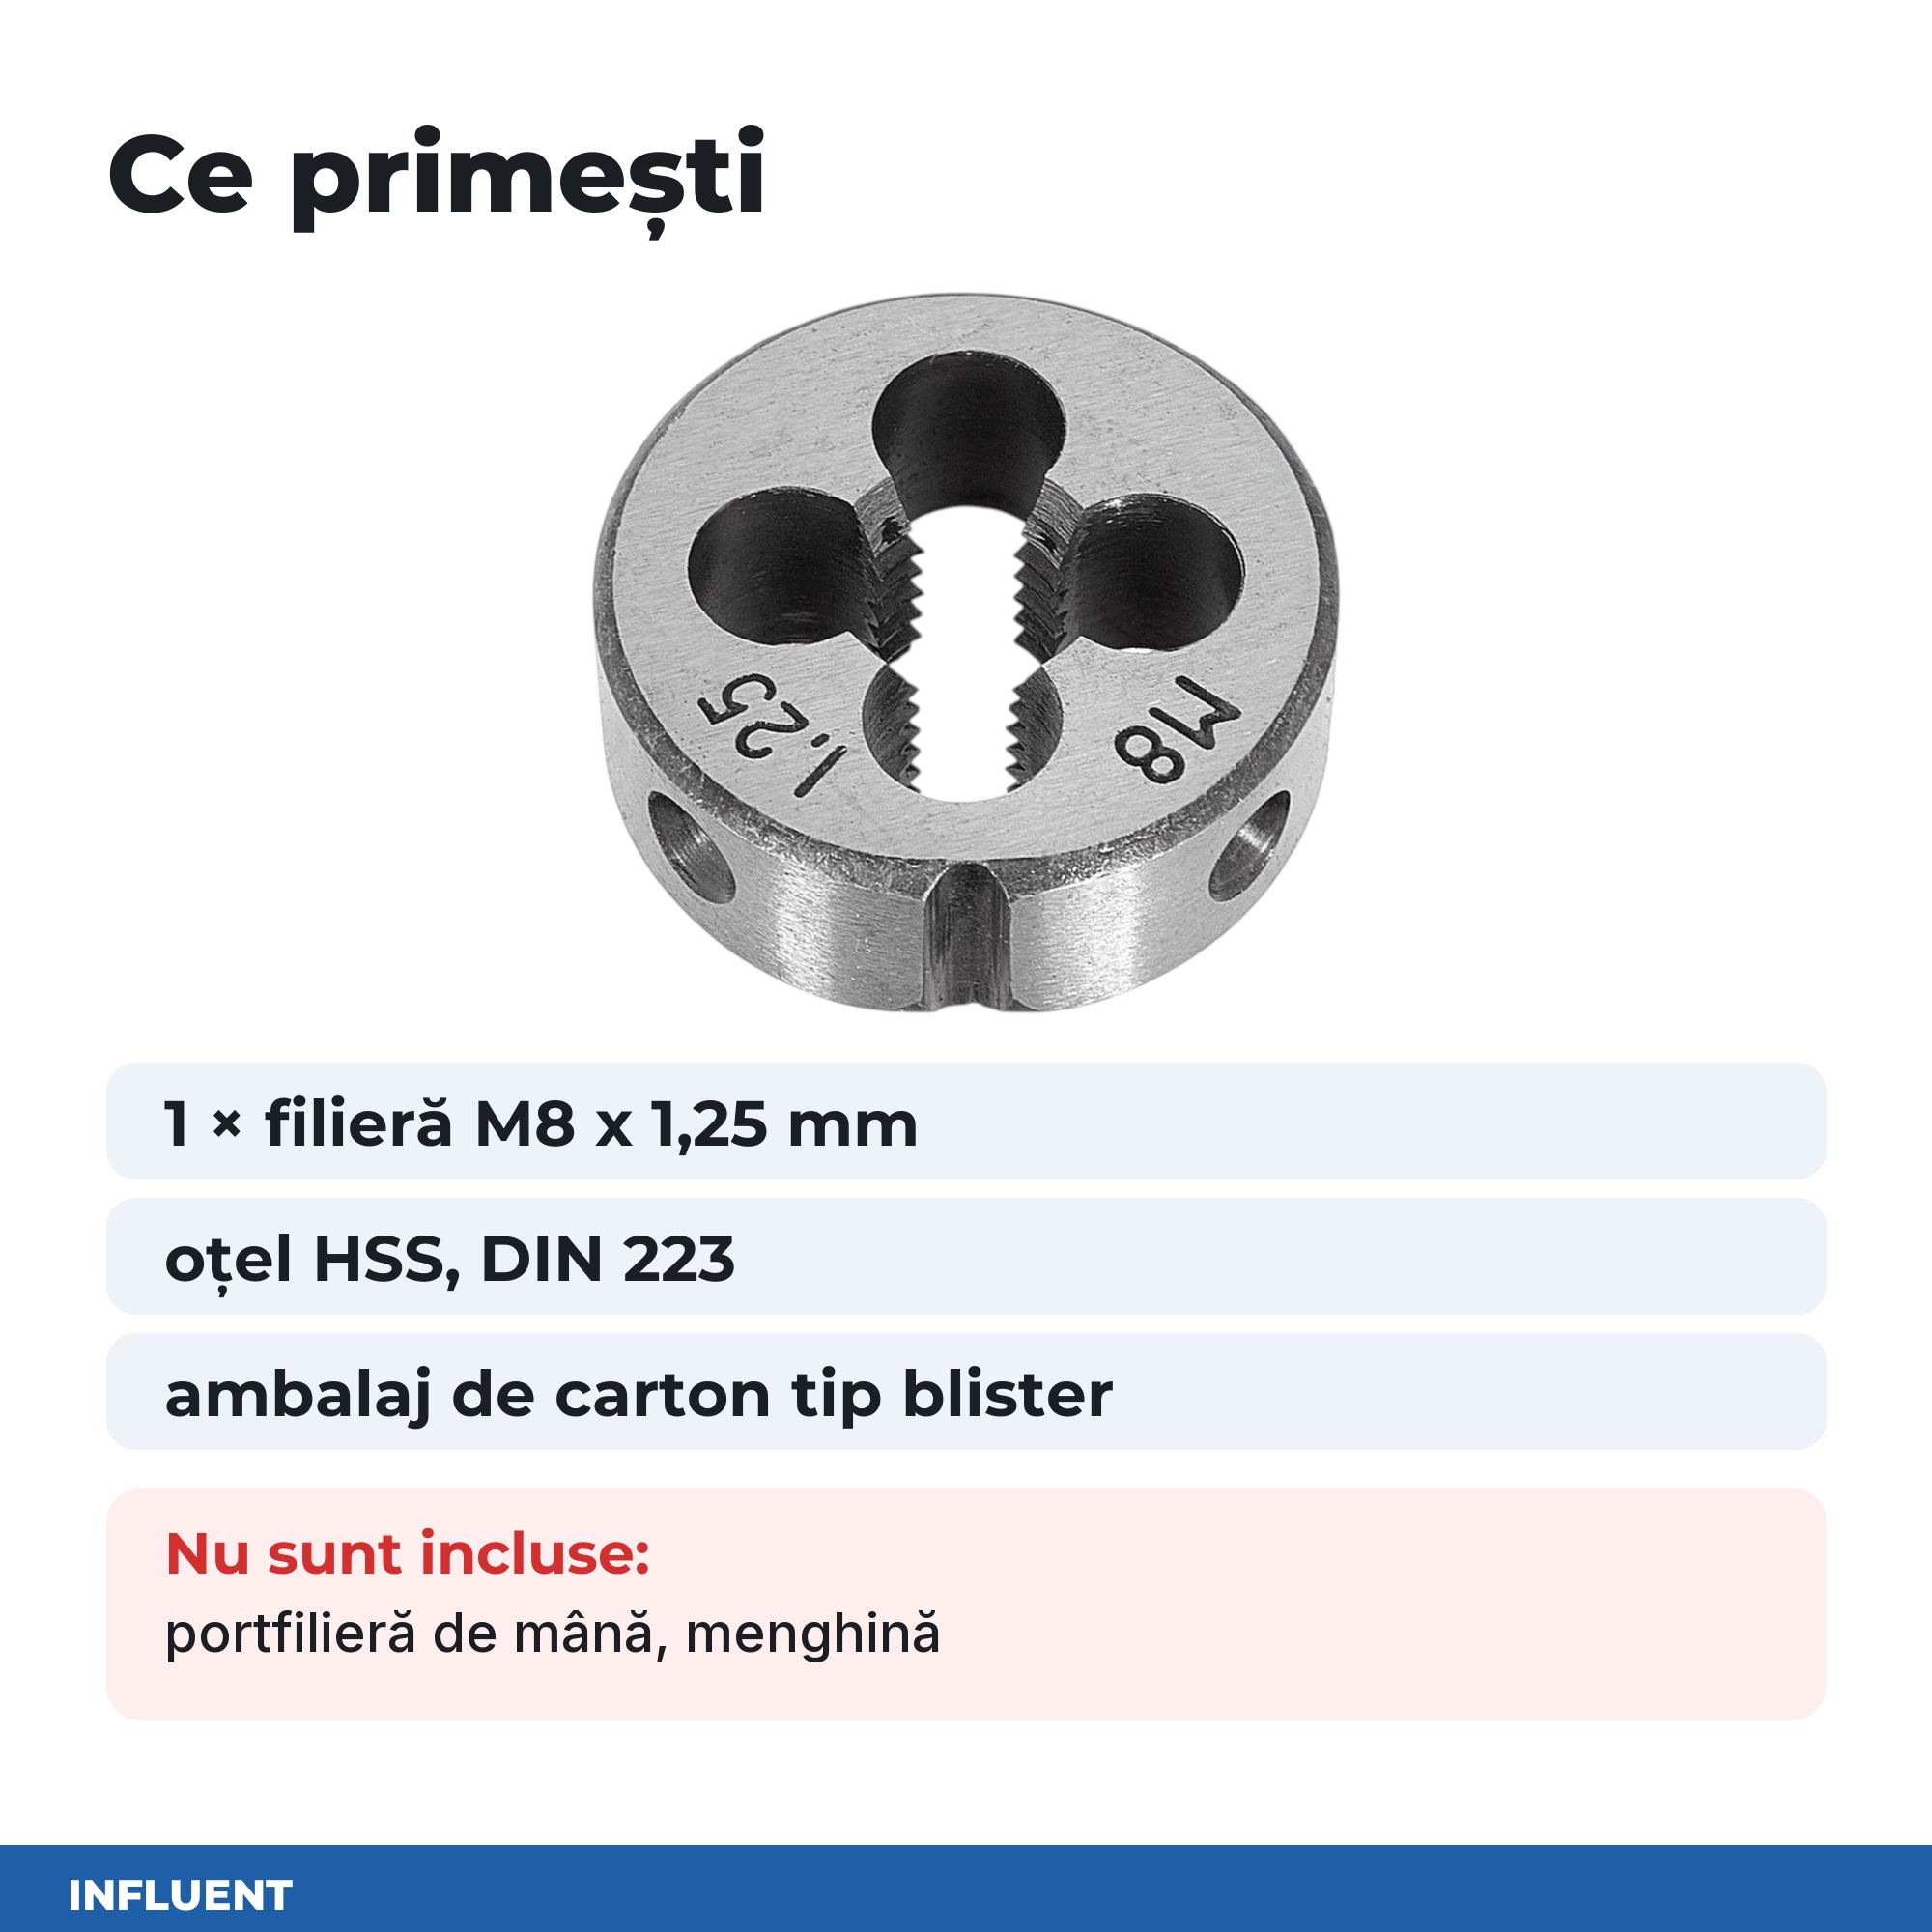 Ce primești
1,25
M8
1 × filieră M8 x 1,25 mm
oțel HSS, DIN 223
ambalaj de carton tip blister
Nu sunt incluse:
portfilieră de mână, menghină
INFLUENT